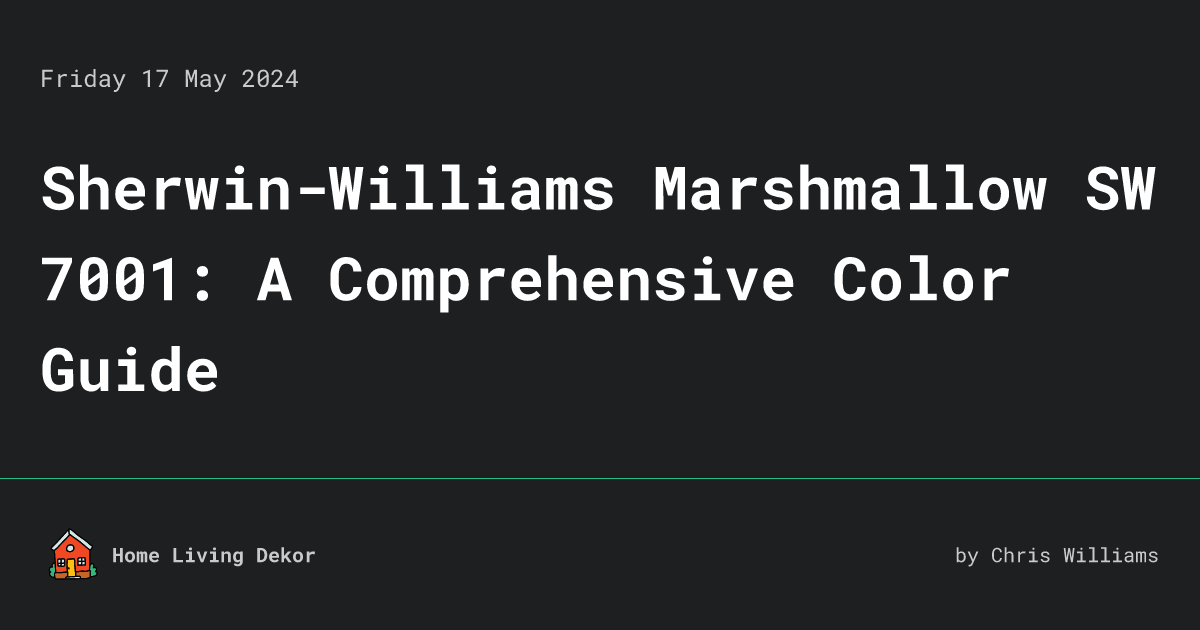 Friday 17 May 2024
Sherwin-Williams Marshmallow SW
7001: A Comprehensive Color
Guide
Home Living Dekor
by Chris Williams